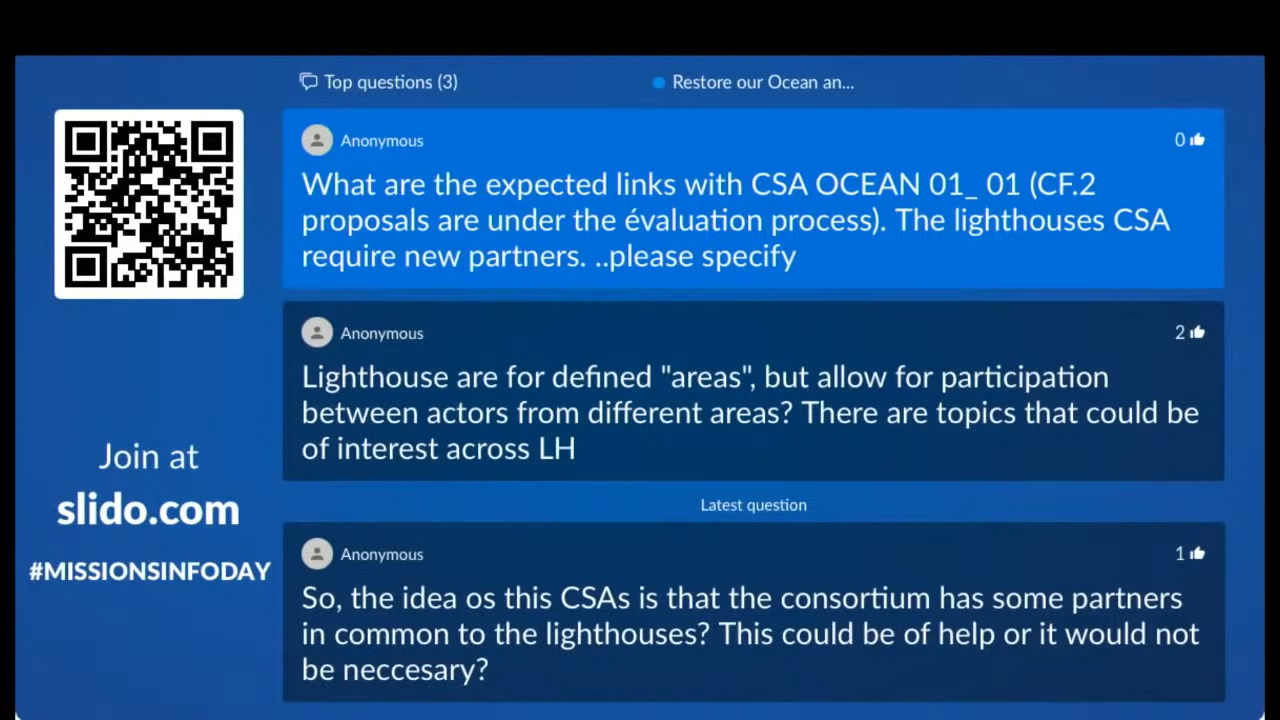 Top questions (3)
Restore our Ocean an...
Anonymous
0
What are the expected links with CSA OCEAN 01_ 01 (CF.2
proposals are under the évaluation process). The lighthouses CSA
require new partners. ..please specify
Anonymous
2
Lighthouse are for defined "areas", but allow for participation
between actors from different areas? There are topics that could be
of interest across LH
Latest question
Anonymous
1
So, the idea os this CSAs is that the consortium has some partners
in common to the lighthouses? This could be of help or it would not
be neccesary?
Join at
slido.com
#MISSIONSINFODAY